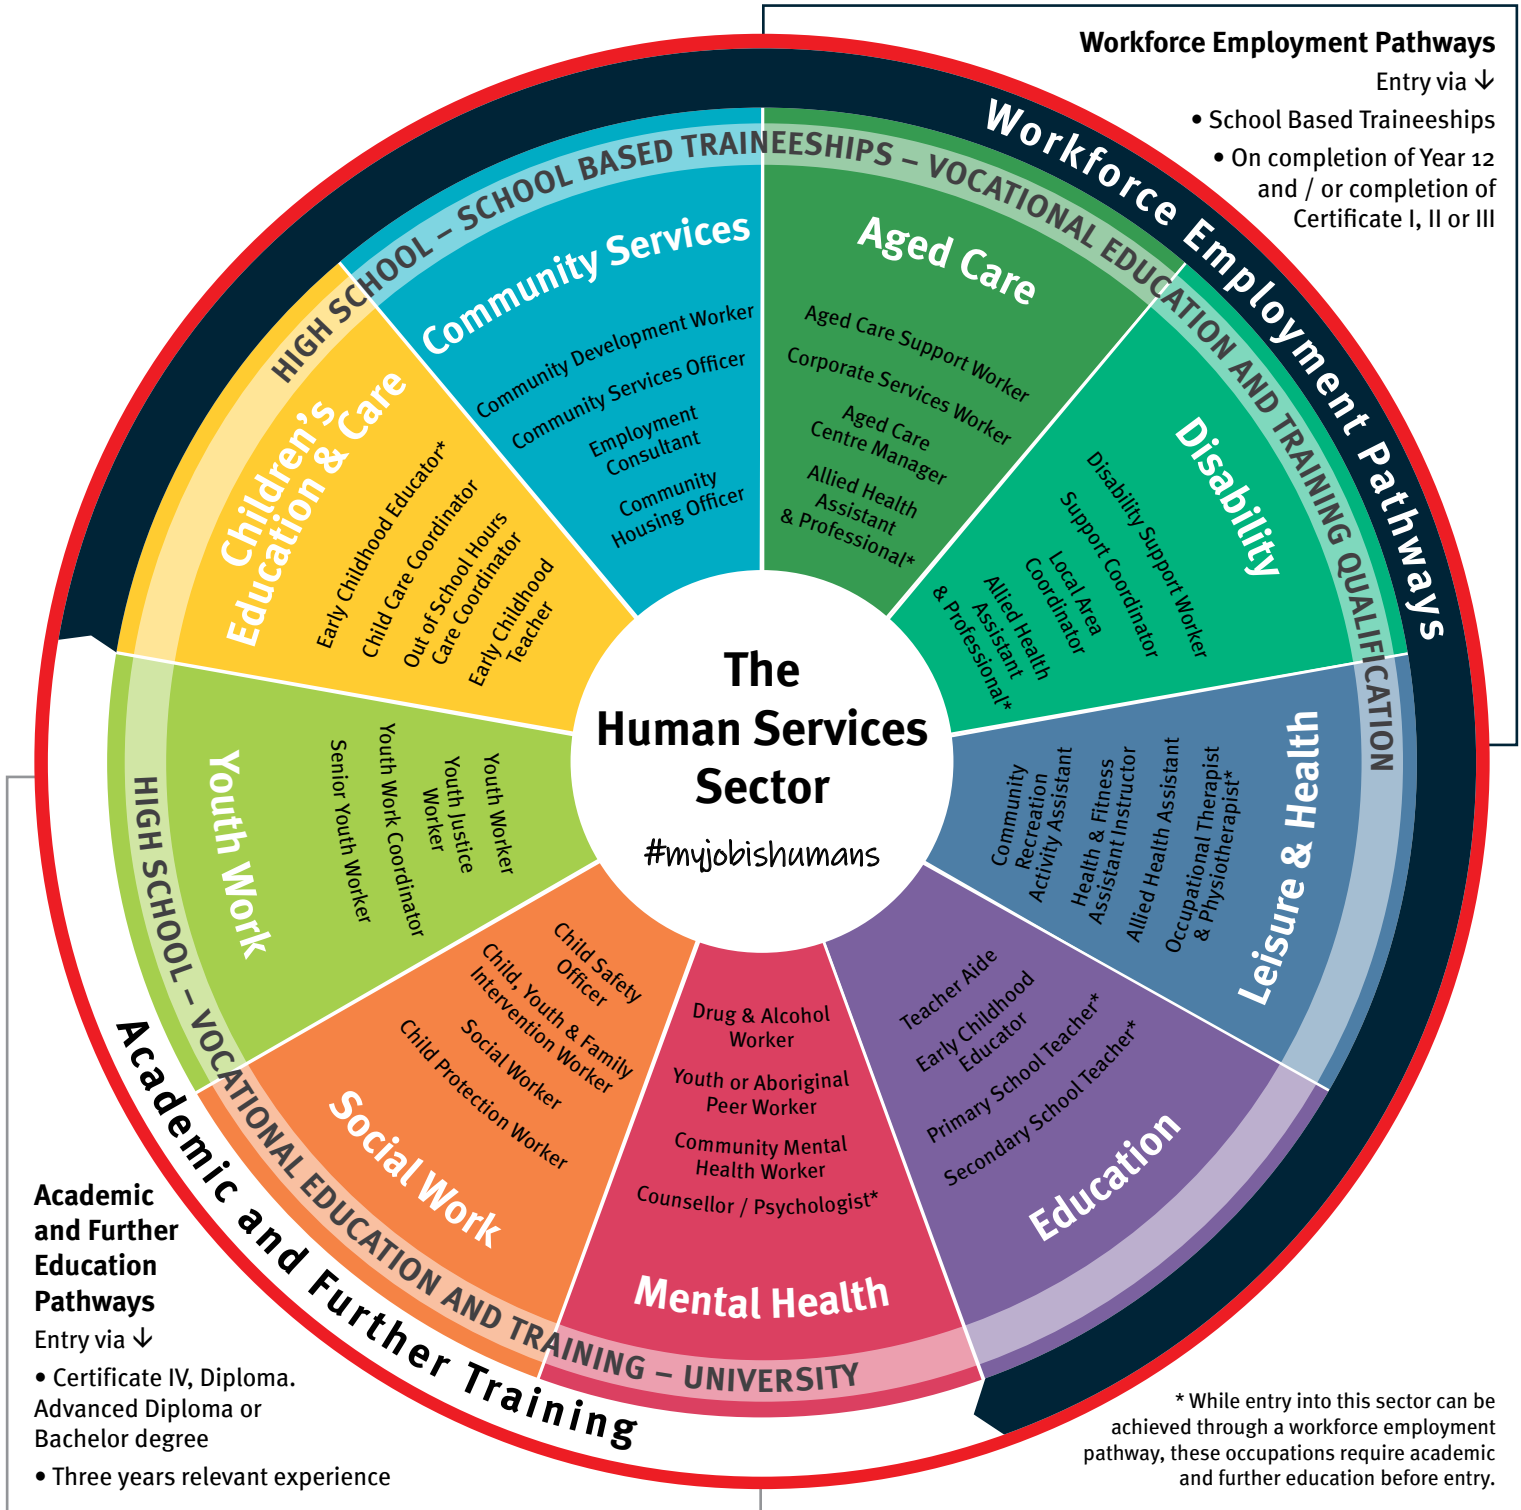 Workforce Employment Pathways
Entry via ↓
• School Based Traineeships
• On completion of Year 12
and / or completion of
Certificate I, II or III
Workforce Employment Pathways
HIGH SCHOOL – SCHOOL BASED TRAINEESHIPS – VOCATIONAL EDUCATION AND TRAINING QUALIFICATION
Community Services
Community Development Worker
Community Services Officer
Employment
Consultant
Community
Housing Officer
Aged Care
Aged Care Support Worker
Corporate Services Worker
Aged Care
Centre Manager
Allied Health
Assistant
& Professional*
Disability
Disability Support Worker
Support Coordinator
Local Area
Coordinator
Allied Health
Assistant
& Professional*
Leisure & Health
Community
Recreation
Activity Assistant
Health & Fitness
Assistant Instructor
Allied Health Assistant
Occupational Therapist
& Physiotherapist*
Education
Teacher Aide
Early Childhood
Educator
Primary School Teacher*
Secondary School Teacher*
Mental Health
Drug & Alcohol
Worker
Youth or Aboriginal
Peer Worker
Community Mental
Health Worker
Counsellor / Psychologist*
Social Work
Child Safety
Officer
Child, Youth & Family
Intervention Worker
Social Worker
Child Protection Worker
Youth Work
Youth Worker
Youth Justice
Worker
Youth Work Coordinator
Senior Youth Worker
Children's
Education & Care
Early Childhood Educator*
Child Care Coordinator
Out of School Hours
Care Coordinator
Early Childhood
Teacher
The
Human Services
Sector
#myjobishumans
HIGH SCHOOL – VOCATIONAL EDUCATION AND TRAINING – UNIVERSITY
Academic and Further Training
Academic
and Further
Education
Pathways
Entry via ↓
• Certificate IV, Diploma.
Advanced Diploma or
Bachelor degree
• Three years relevant experience
* While entry into this sector can be
achieved through a workforce employment
pathway, these occupations require academic
and further education before entry.